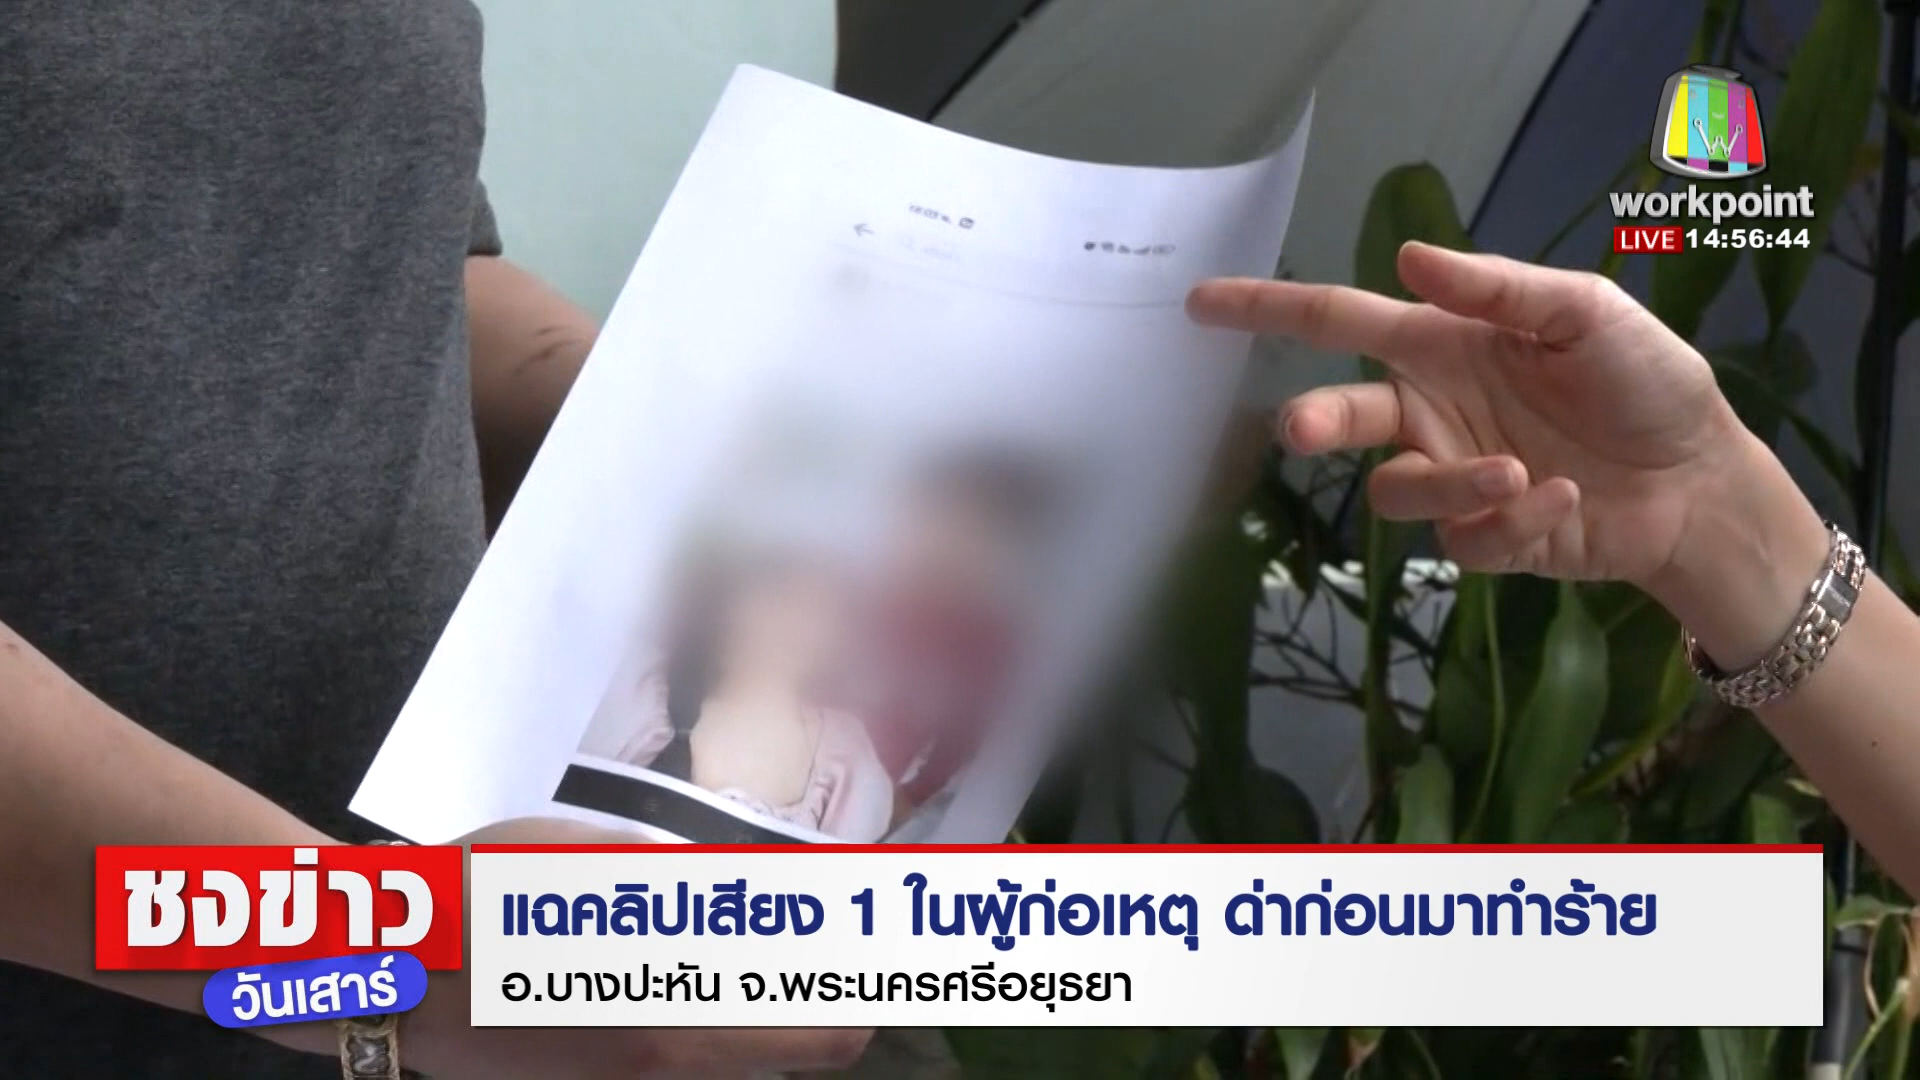 workpoint
LIVE 14:56:44
ชงข่าว
วันเสาร์
แฉคลิปเสียง 1 ในผู้ก่อเหตุ ด่าก่อนมาทำร้าย
อ.บางปะหัน จ.พระนครศรีอยุธยา